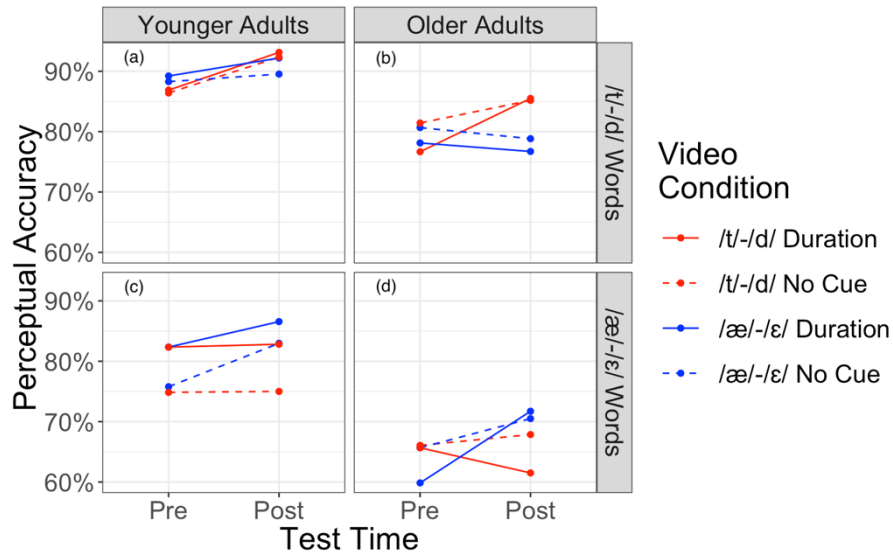 Younger Adults
Older Adults
(a)
(b)
90%
80%
70%
60%
/t/-/d/ Words
(c)
(d)
90%
80%
70%
60%
/æ/-/ɛ/ Words
Perceptual Accuracy
Pre
Post
Pre
Post
Test Time
Video
Condition
/t/-/d/ Duration
/t/-/d/ No Cue
/æ/-/ɛ/ Duration
/æ/-/ɛ/ No Cue